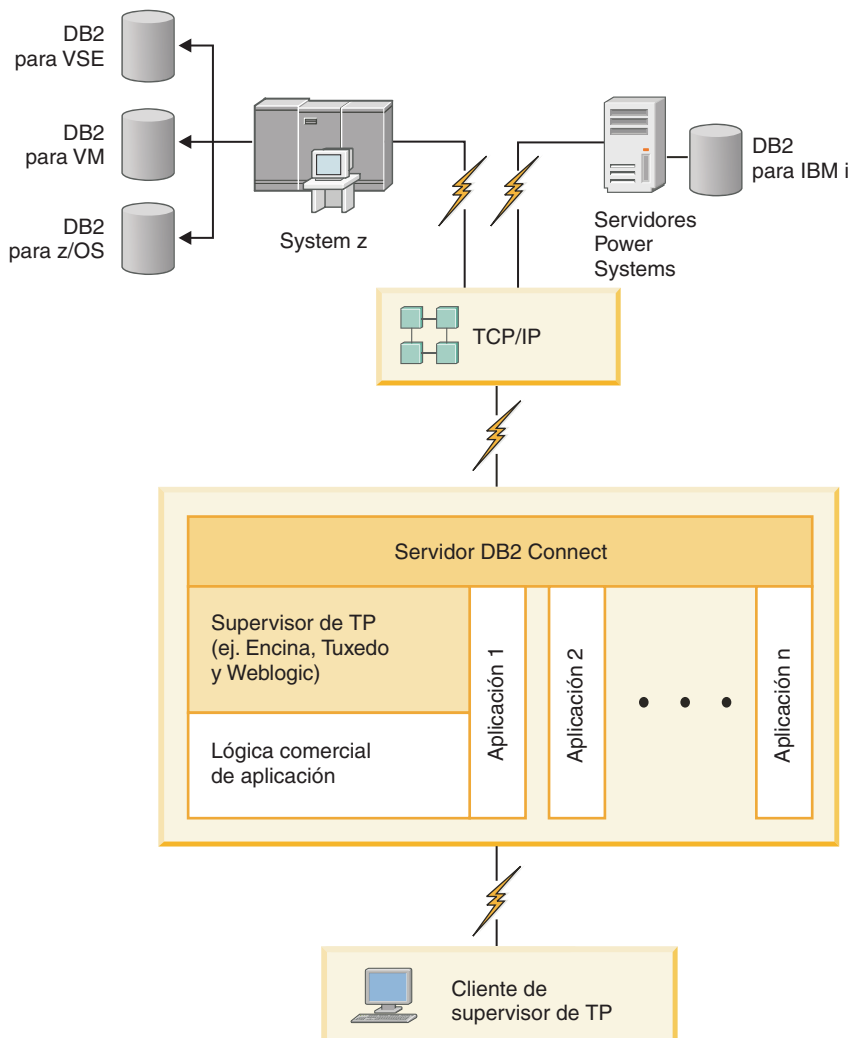 DB2
para VSE
DB2
para VM
DB2
para z/OS
System z
DB2
para IBM i
Servidores
Power
Systems
TCP/IP
Servidor DB2 Connect
Supervisor de TP
(ej. Encina, Tuxedo
y Weblogic)
Lógica comercial
de aplicación
Aplicación 1
Aplicación 2
Aplicación n
Cliente de
supervisor de TP